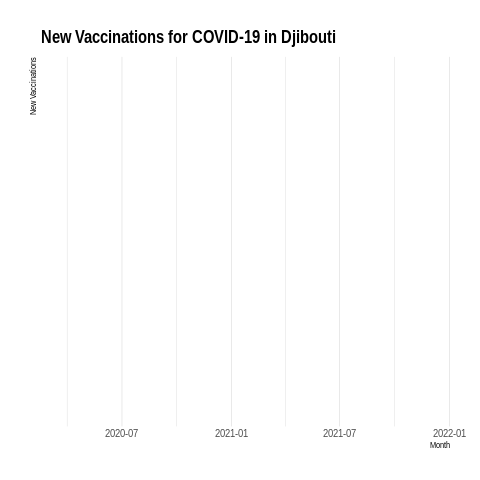 New Vaccinations for COVID-19 in Djibouti
New Vaccinations
2020-07 2021-01 2021-07 2022-01
Month